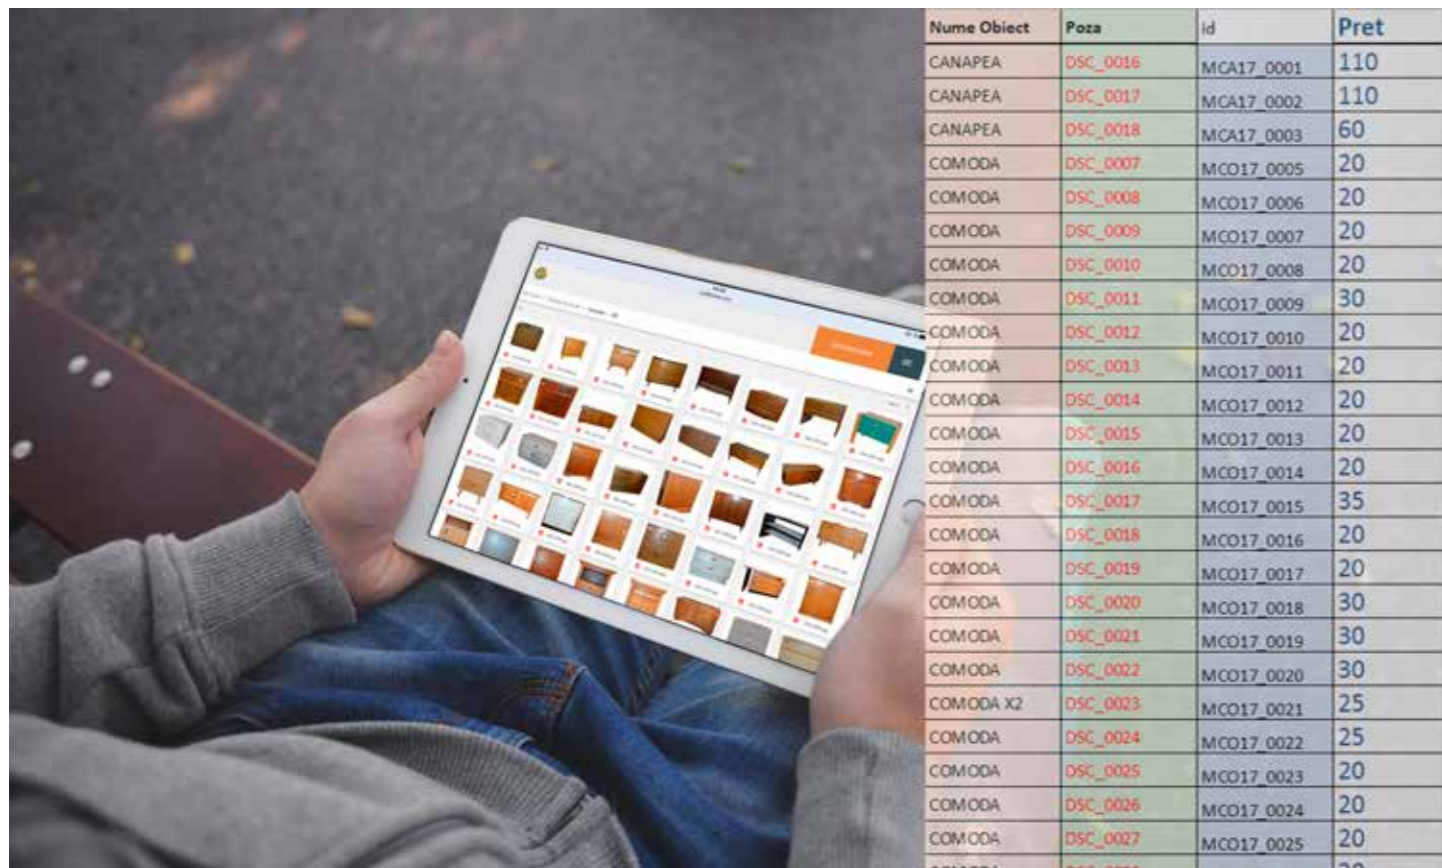 Nume Obiect Poza id Pret
CANAPEA DSC_0016 MCA17_0001 110
CANAPEA DSC_0017 MCA17_0002 110
CANAPEA DSC_0018 MCA17_0003 60
COMODA DSC_0007 MCO17_0005 20
COMODA DSC_0008 MCO17_0006 20
COMODA DSC_0009 MCO17_0007 20
COMODA DSC_0010 MCO17_0008 20
COMODA DSC_0011 MCO17_0009 30
COMODA DSC_0012 MCO17_0010 20
COMODA DSC_0013 MCO17_0011 20
COMODA DSC_0014 MCO17_0012 20
COMODA DSC_0015 MCO17_0013 20
COMODA DSC_0016 MCO17_0014 20
COMODA DSC_0017 MCO17_0015 35
COMODA DSC_0018 MCO17_0016 20
COMODA DSC_0019 MCO17_0017 20
COMODA DSC_0020 MCO17_0018 30
COMODA DSC_0021 MCO17_0019 30
COMODA DSC_0022 MCO17_0020 30
COMODA X2 DSC_0023 MCO17_0021 25
COMODA DSC_0024 MCO17_0022 25
COMODA DSC_0025 MCO17_0023 20
COMODA DSC_0026 MCO17_0024 20
COMODA DSC_0027 MCO17_0025 20